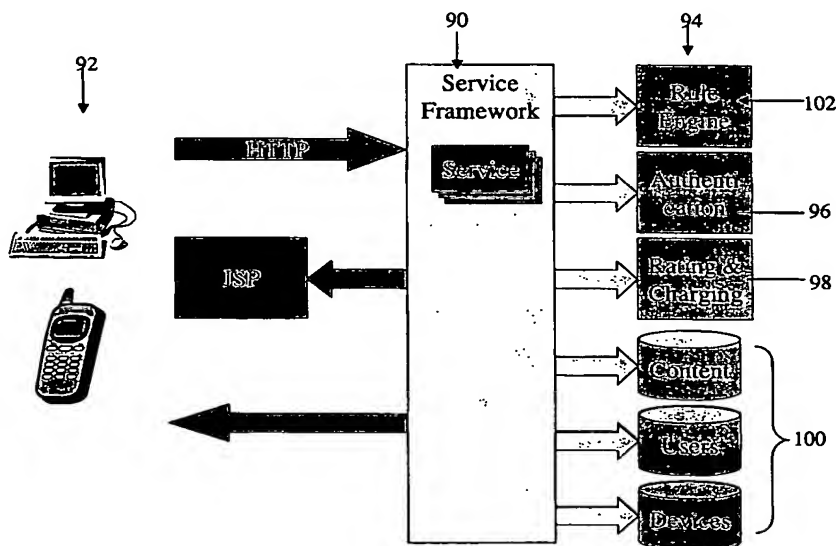 90
94
92
Service
Framework
Rule
Engine
102
HTTP
Service
Authenti
cation
96
ISP
Rating &
Charging
98
Content
Users
100
Devices